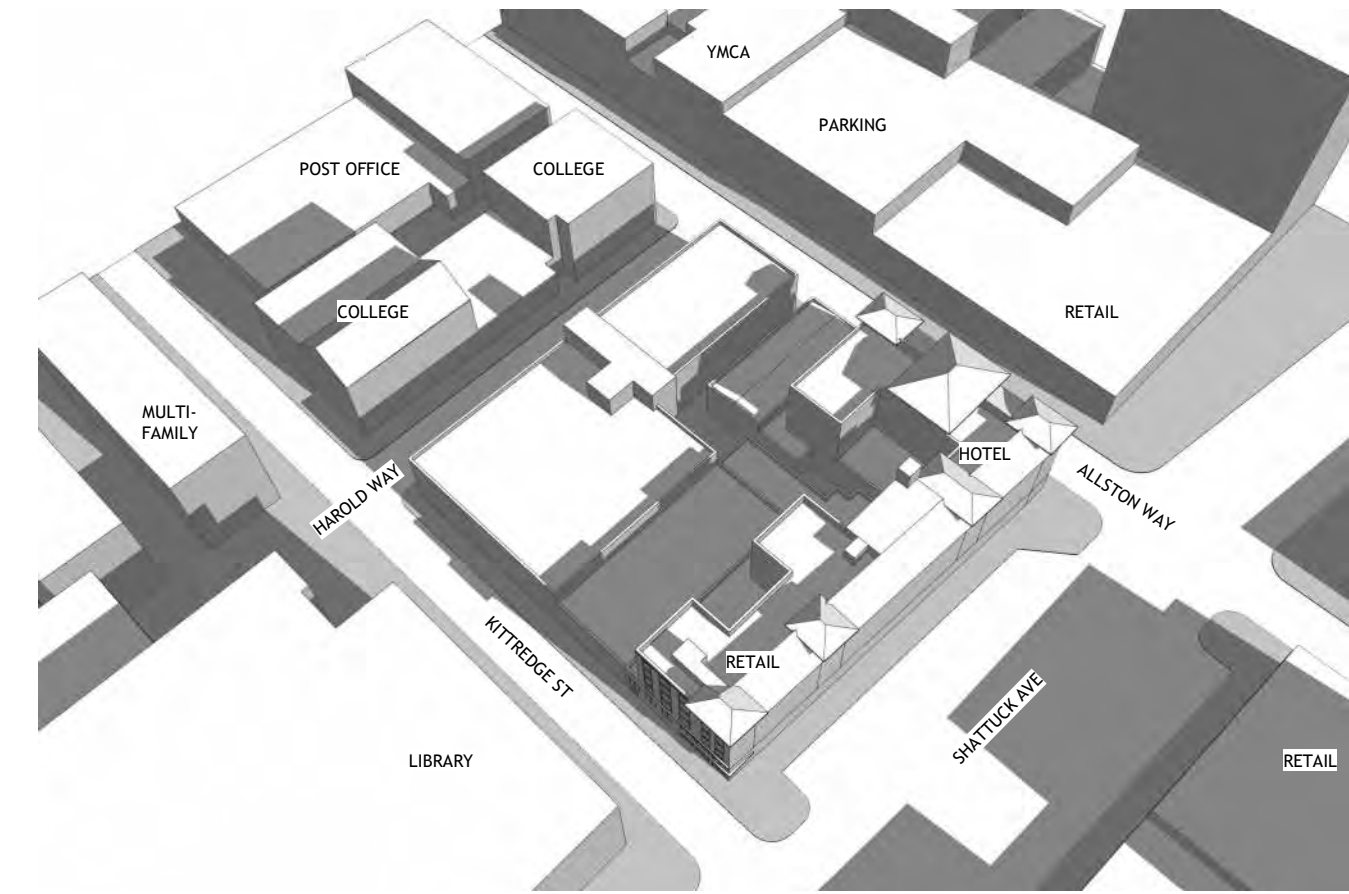 YMCA
PARKING
POST OFFICE
COLLEGE
COLLEGE
RETAIL
MULTI-
FAMILY
HOTEL
HAROLD WAY
ALLSTON WAY
KITTREDGE ST
RETAIL
SHATTUCK AVE
LIBRARY
RETAIL